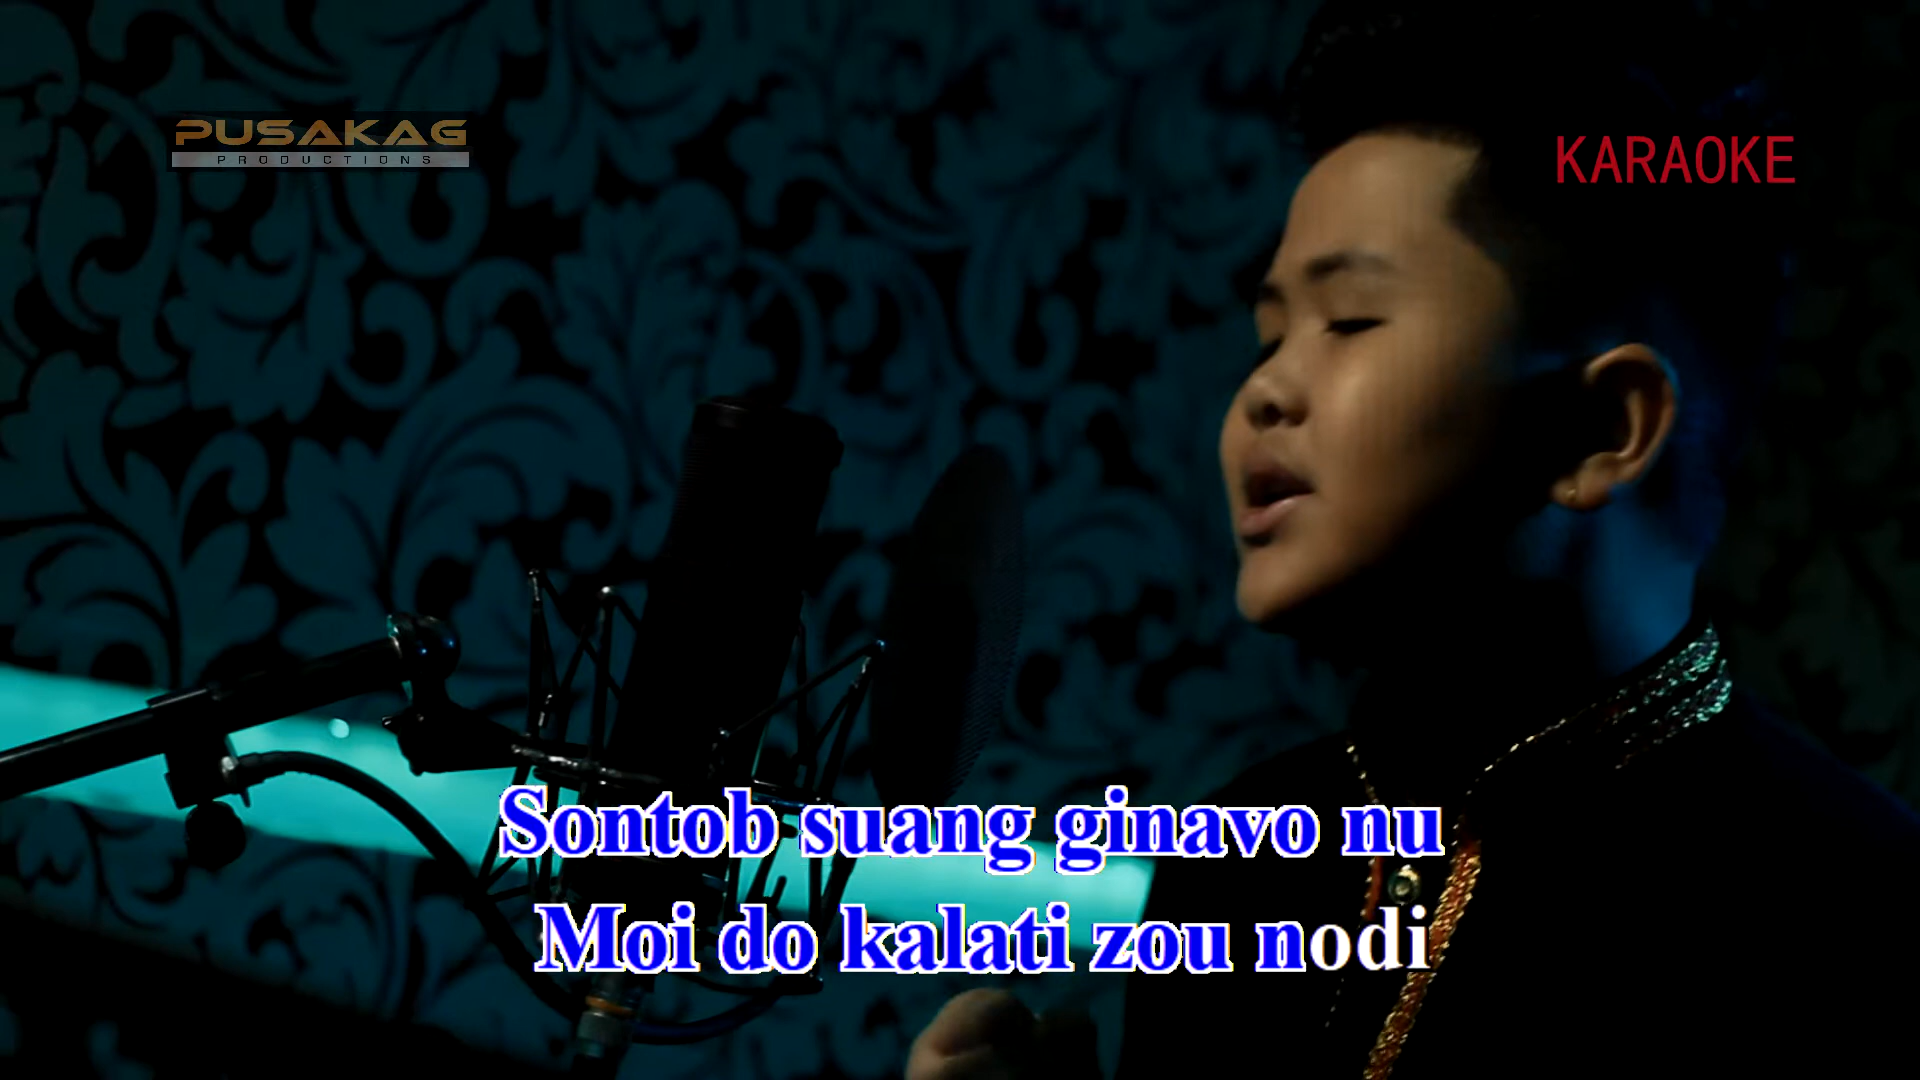 PUSAKAG
PRODUCTIONS
KARAOKE
Sontob suang ginavo nu
Moi do kalati zou nodi